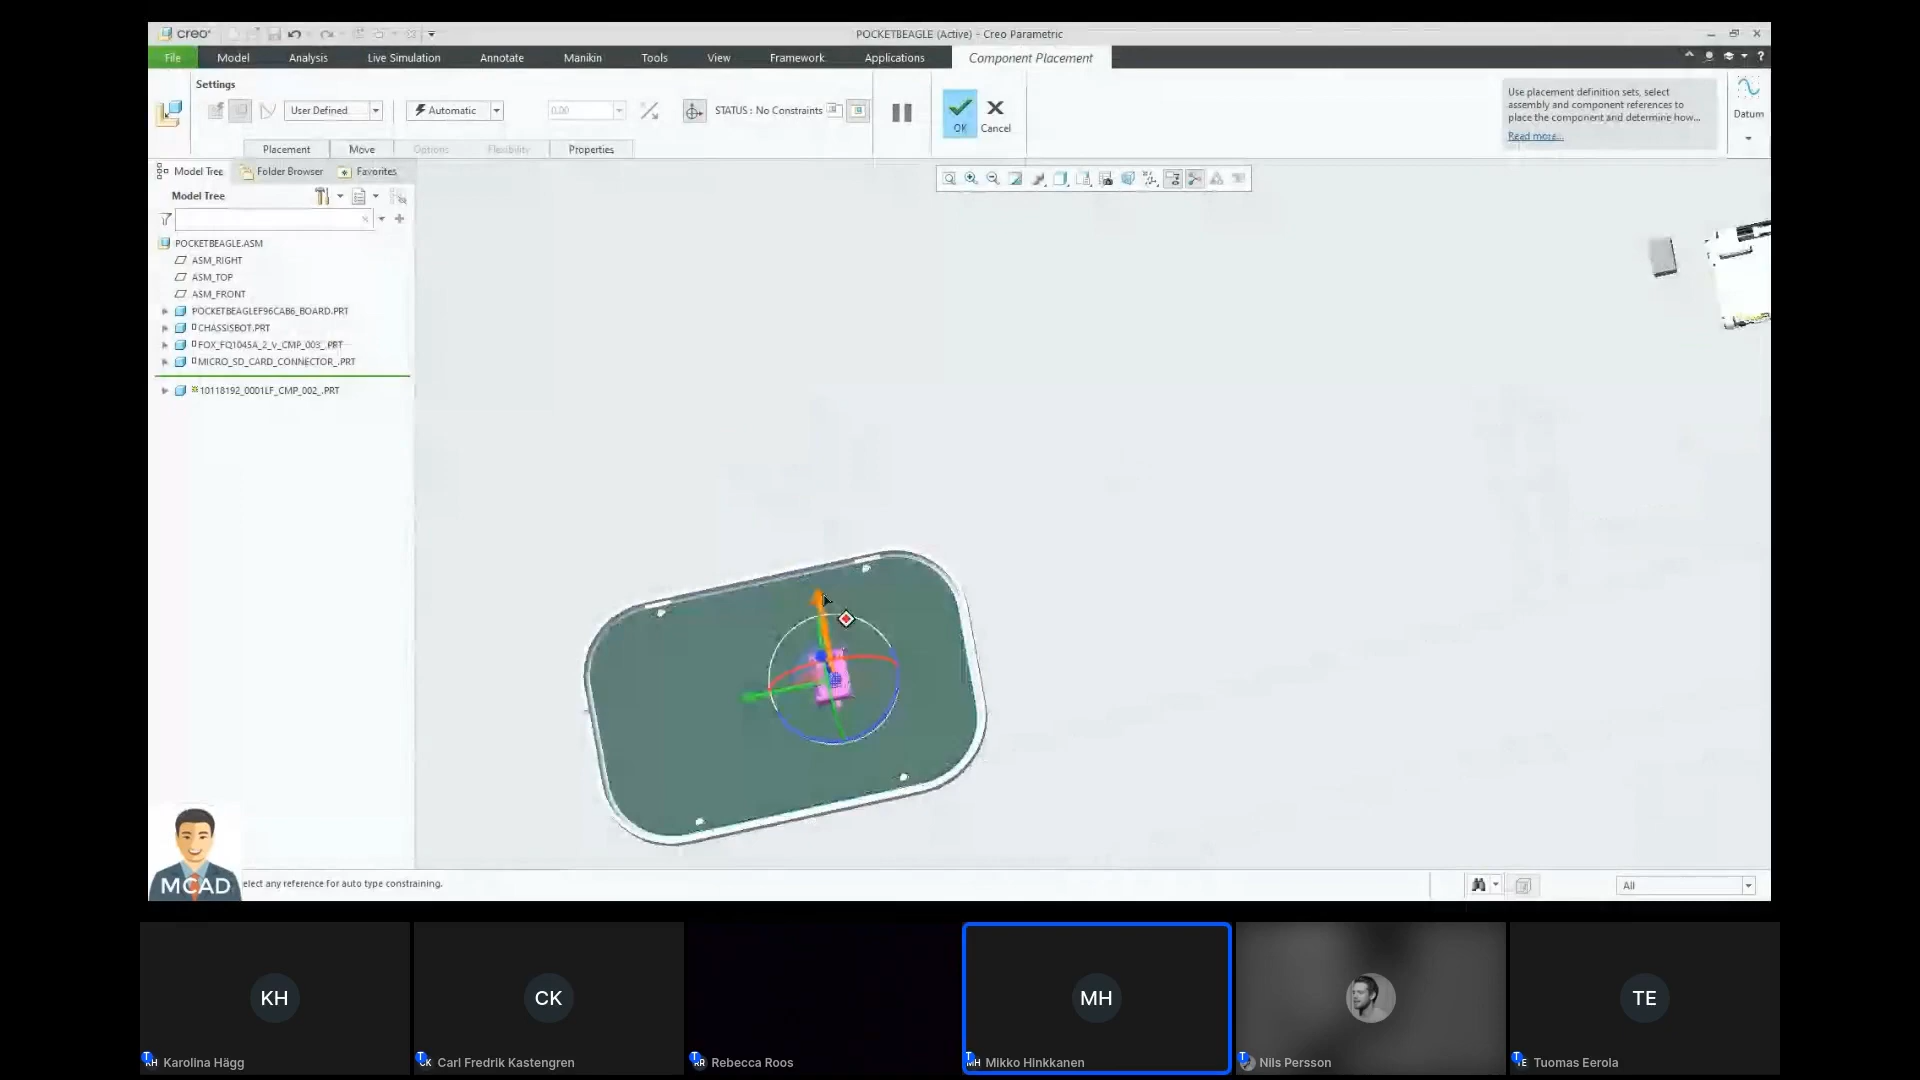 creo
POCKETBEAGLE (Active) - Creo Parametric
File
Model
Analysis
Live Simulation
Annotate
Manikin
Tools
View
Framework
Applications
Component Placement
Settings
User Defined
Automatic
0.00
STATUS : No Constraints
OK
Cancel
Use placement definition sets, select
assembly and component references to
place the component and determine how...
Read more...
Datum
Placement
Move
Options
Flexibility
Properties
Model Tree
Folder Browser
Favorites
Model Tree
POCKETBEAGLE.ASM
ASM_RIGHT
ASM_TOP
ASM_FRONT
POCKETBEAGLEF96CAB6_BOARD.PRT
CHASSISBOT.PRT
FOX_FQ1045A_2_V_CMP_003_.PRT
MICRO_SD_CARD_CONNECTOR_.PRT
10118192_0001LF_CMP_002_.PRT
MCAD
elect any reference for auto type constraining.
All
KH
CK
MH
TE
Karolina Hägg
Carl Fredrik Kastengren
Rebecca Roos
Mikko Hinkkanen
Nils Persson
Tuomas Eerola